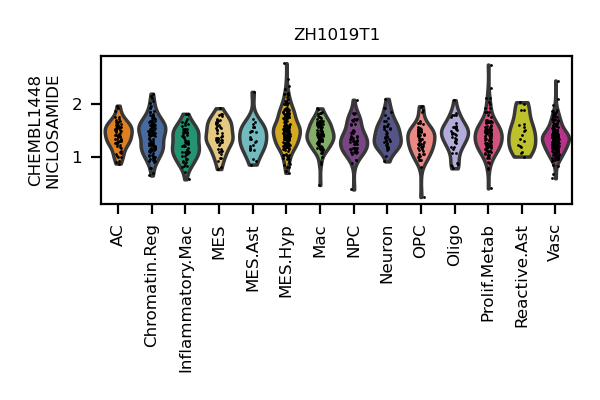 ZH1019T1
CHEMBL1448
NICLOSAMIDE
2
1
AC
Chromatin.Reg
Inflammatory.Mac
MES
MES.Ast
MES.Hyp
Mac
NPC
Neuron
OPC
Oligo
Prolif.Metab
Reactive.Ast
Vasc